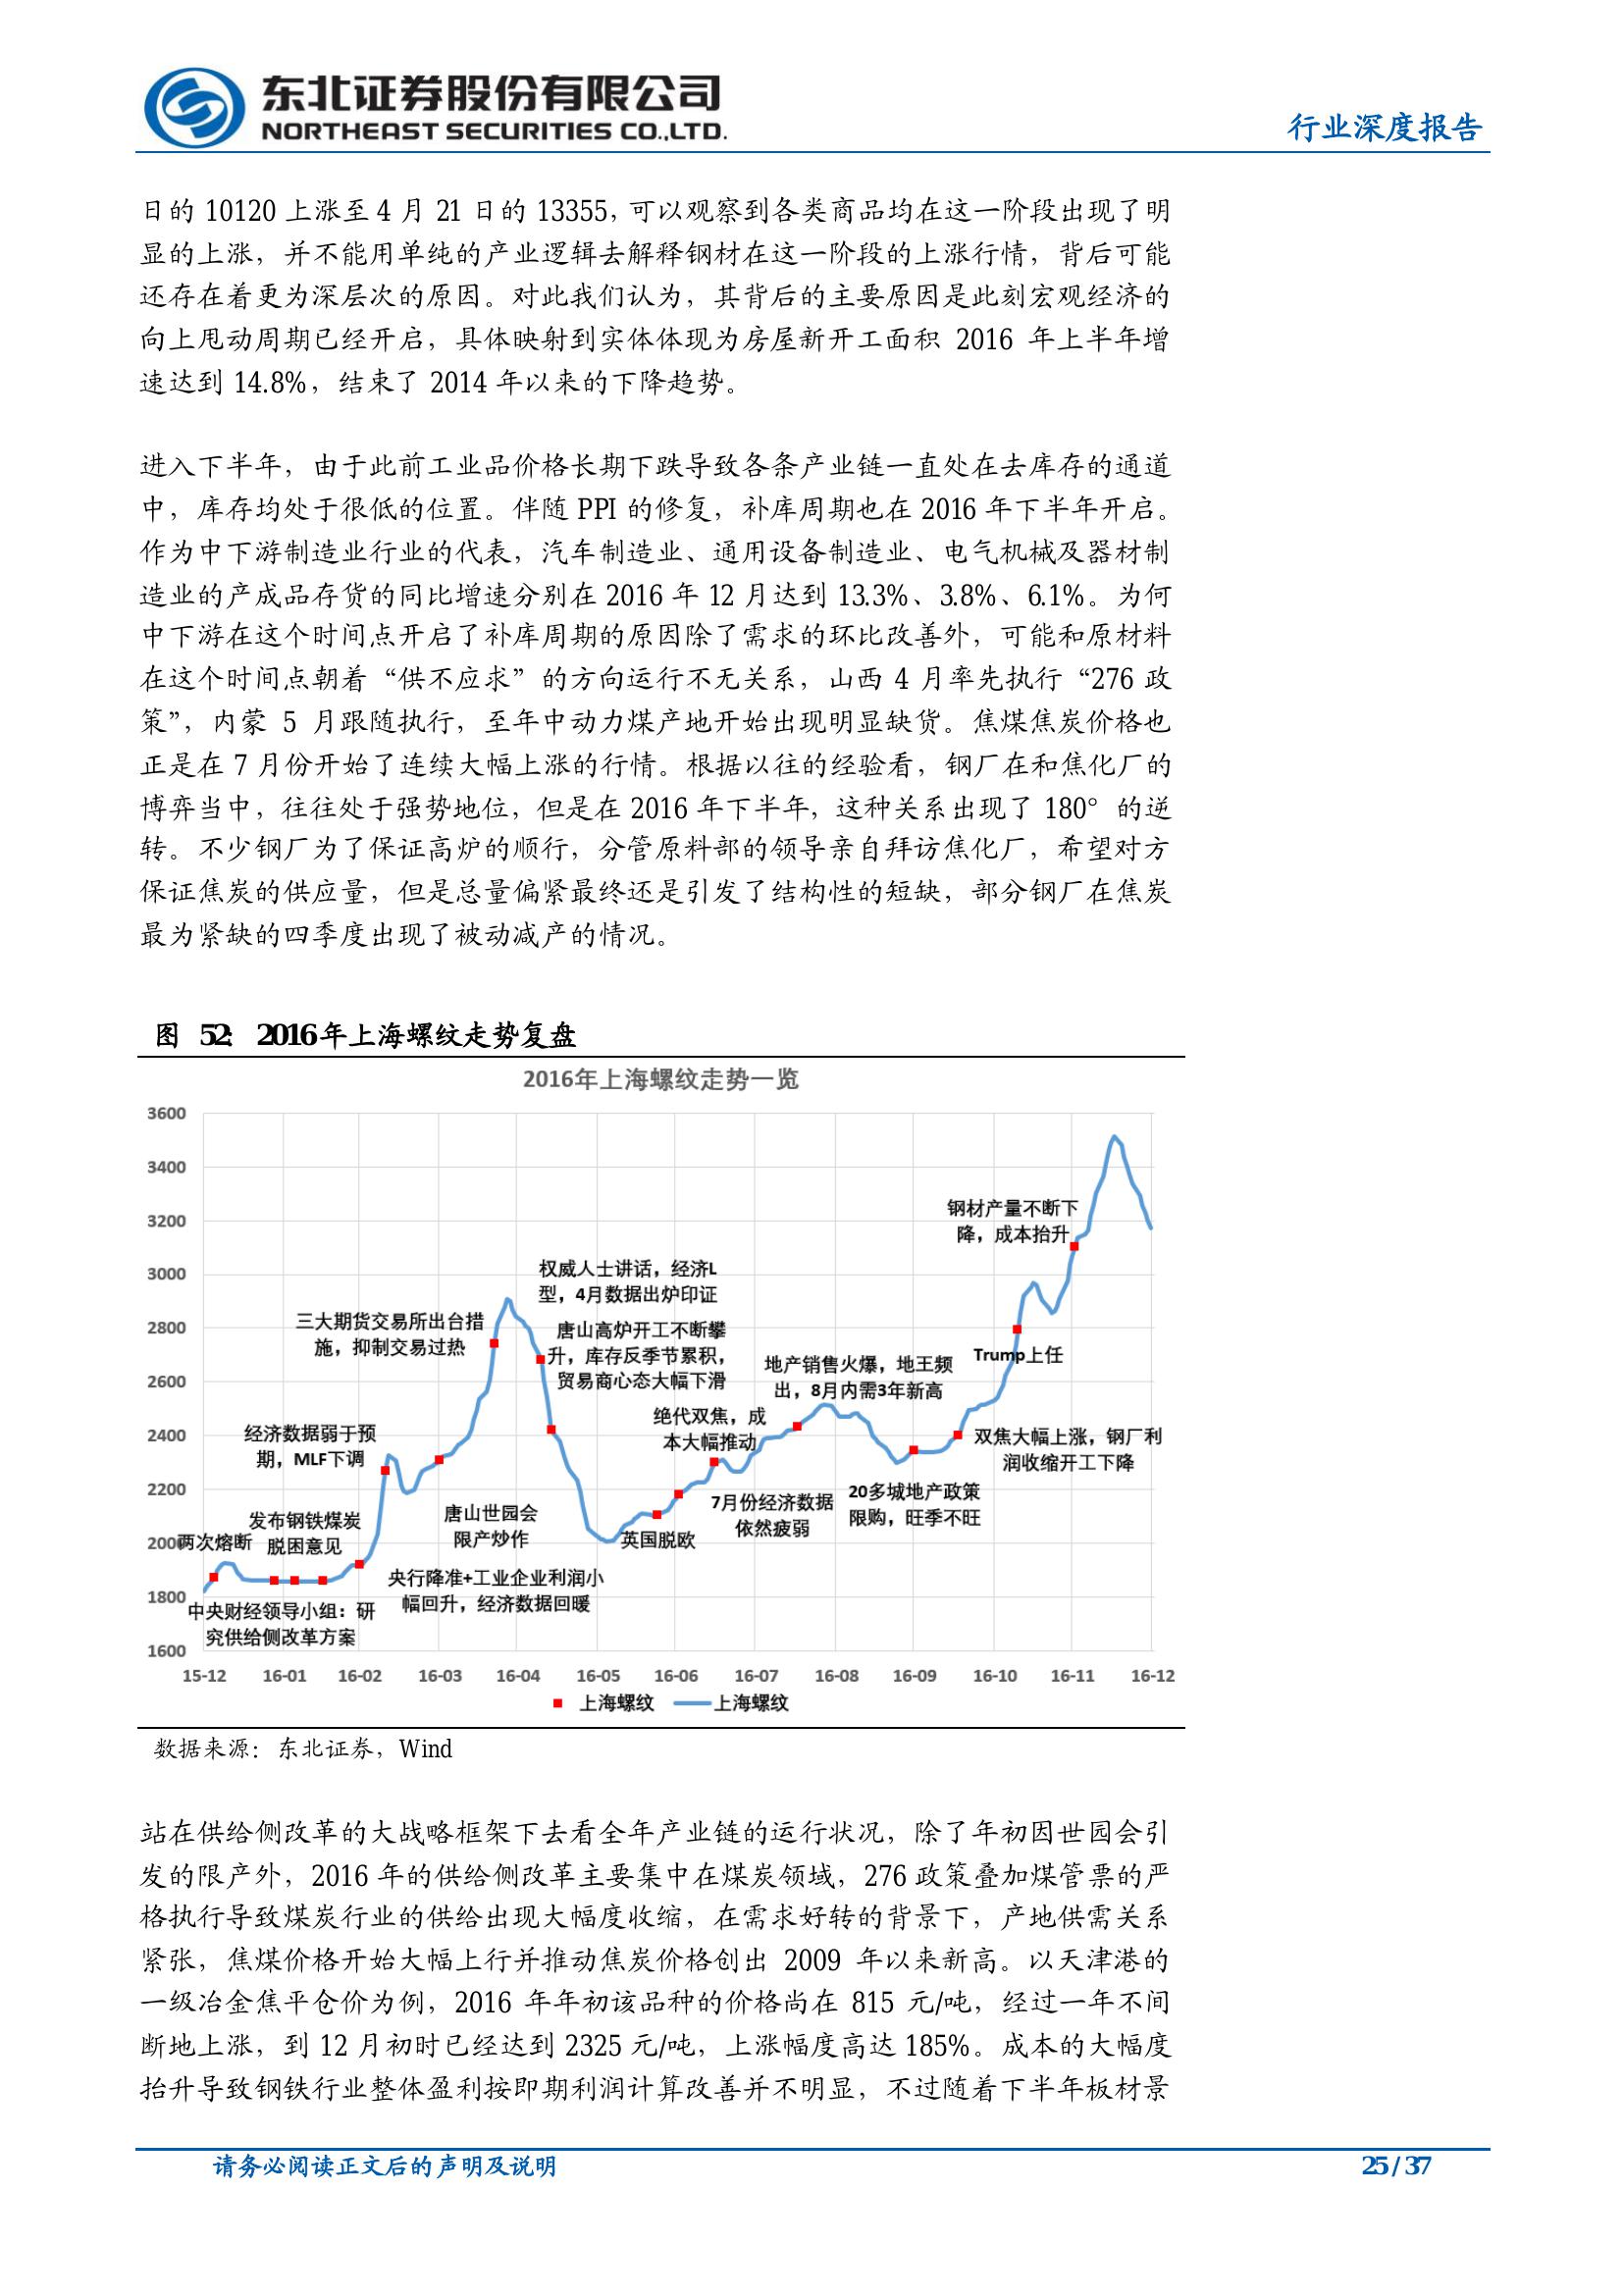 东北证券股份有限公司
NORTHEAST SECURITIES CO.,LTD.
行业深度报告
日的 10120 上涨至 4 月 21 日的 13355，可以观察到各类商品均在这一阶段出现了明
显的上涨，并不能用单纯的产业逻辑去解释钢材在这一阶段的上涨行情，背后可能
还存在着更为深层次的原因。对此我们认为，其背后的主要原因是此刻宏观经济的
向上甩动周期已经开启，具体映射到实体体现为房屋新开工面积 2016 年上半年增
速达到 14.8%，结束了 2014 年以来的下降趋势。
进入下半年，由于此前工业品价格长期下跌导致各条产业链一直处在去库存的通道
中，库存均处于很低的位置。伴随 PPI 的修复，补库周期也在 2016 年下半年开启。
作为中下游制造业行业的代表，汽车制造业、通用设备制造业、电气机械及器材制
造业的产成品存货的同比增速分别在 2016 年 12 月达到 13.3%、3.8%、6.1%。为何
中下游在这个时间点开启了补库周期的原因除了需求的环比改善外，可能和原材料
在这个时间点朝着“供不应求”的方向运行不无关系，山西 4 月率先执行“276 政
策”，内蒙 5 月跟随执行，至年中动力煤产地开始出现明显缺货。焦煤焦炭价格也
正是在 7 月份开始了连续大幅上涨的行情。根据以往的经验看，钢厂在和焦化厂的
博弈当中，往往处于强势地位，但是在 2016 年下半年，这种关系出现了 180° 的逆
转。不少钢厂为了保证高炉的顺行，分管原料部的领导亲自拜访焦化厂，希望对方
保证焦炭的供应量，但是总量偏紧最终还是引发了结构性的短缺，部分钢厂在焦炭
最为紧缺的四季度出现了被动减产的情况。
图 52：2016 年上海螺纹走势复盘
2016年上海螺纹走势一览
3600
3400
3200
3000
2800
2600
2400
2200
2000
1800
1600
钢材产量不断下
降，成本抬升
权威人士讲话，经济L
型，4月数据出炉印证
三大期货交易所出台措
施，抑制交易过热
唐山高炉开工不断攀
升，库存反季节累积，
贸易商心态大幅下滑
地产销售火爆，地王频
出，8月内需3年新高
Trump上任
绝代双焦，成
本大幅推动
经济数据弱于预
期，MLF下调
双焦大幅上涨，钢厂利
润收缩开工下降
唐山世园会
限产炒作
7月份经济数据
依然疲弱
20多城地产政策
限购，旺季不旺
发布钢铁煤炭
脱困意见
两次熔断
英国脱欧
央行降准+工业企业利润小
幅回升，经济数据回暖
中央财经领导小组：研
究供给侧改革方案
15-12 16-01 16-02 16-03 16-04 16-05 16-06 16-07 16-08 16-09 16-10 16-11 16-12
上海螺纹 上海螺纹
数据来源：东北证券，Wind
站在供给侧改革的大战略框架下去看全年产业链的运行状况，除了年初因世园会引
发的限产外，2016 年的供给侧改革主要集中在煤炭领域，276 政策叠加煤管票的严
格执行导致煤炭行业的供给出现大幅度收缩，在需求好转的背景下，产地供需关系
紧张，焦煤价格开始大幅上行并推动焦炭价格创出 2009 年以来新高。以天津港的
一级冶金焦平仓价为例，2016 年年初该品种的价格尚在 815 元/吨，经过一年不间
断地上涨，到 12 月初时已经达到 2325 元/吨，上涨幅度高达 185%。成本的大幅度
抬升导致钢铁行业整体盈利按即期利润计算改善并不明显，不过随着下半年板材景
请务必阅读正文后的声明及说明
25 / 37